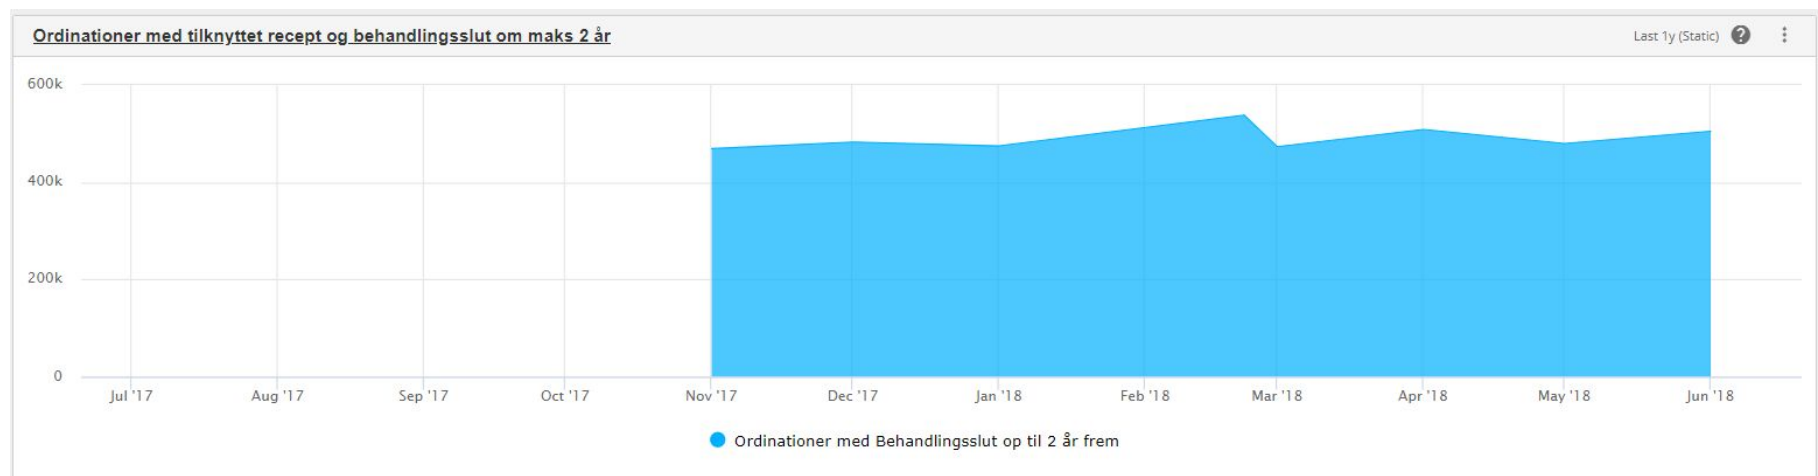 Ordinationer med tilknyttet recept og behandlingsslut om maks 2 år
Last 1y (Static) ?
600k
400k
200k
0
Jul '17 Aug '17 Sep '17 Oct '17 Nov '17 Dec '17 Jan '18 Feb '18 Mar '18 Apr '18 May '18 Jun '18
Ordinationer med Behandlingsslut op til 2 år frem